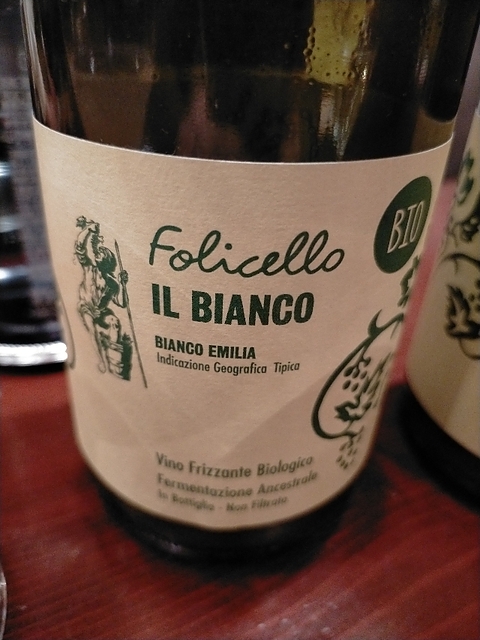 Folicello
BIO
IL BIANCO
BIANCO EMILIA
Indicazione Geografica Tipica
Vino Frizzante Biologico
Fermentazione Ancestrale
In Bottiglia - Non Filtrato